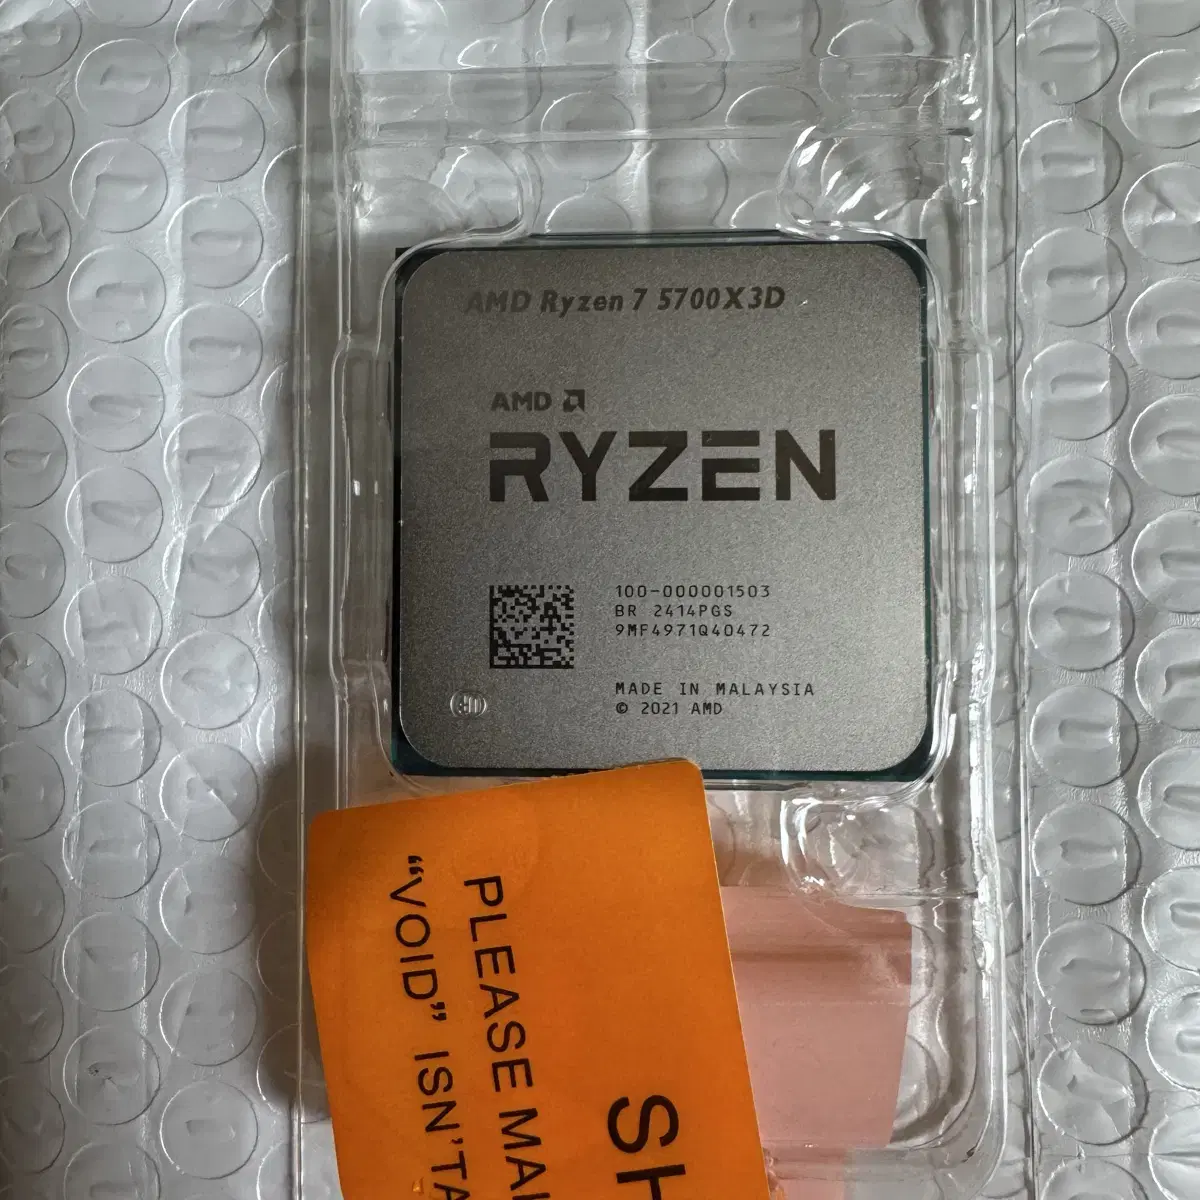 AMD Ryzen 7 5700X3D
AMD
RYZEN
100-000001503
BR 2414PGS
9MF4971Q40472
MADE IN MALAYSIA
© 2021 AMD
SH
PLEASE MA
"VOID" ISN'T